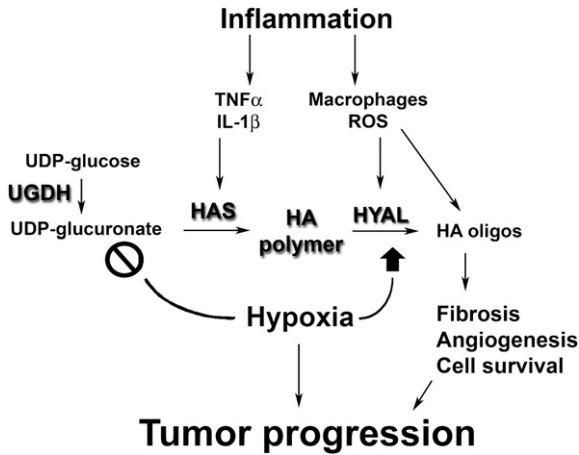 Inflammation
TNFα
IL-1β
Macrophages
ROS
UDP-glucose
UGDH
UDP-glucuronate
HAS
HA
polymer
HYAL
HA oligos
Hypoxia
Fibrosis
Angiogenesis
Cell survival
Tumor progression